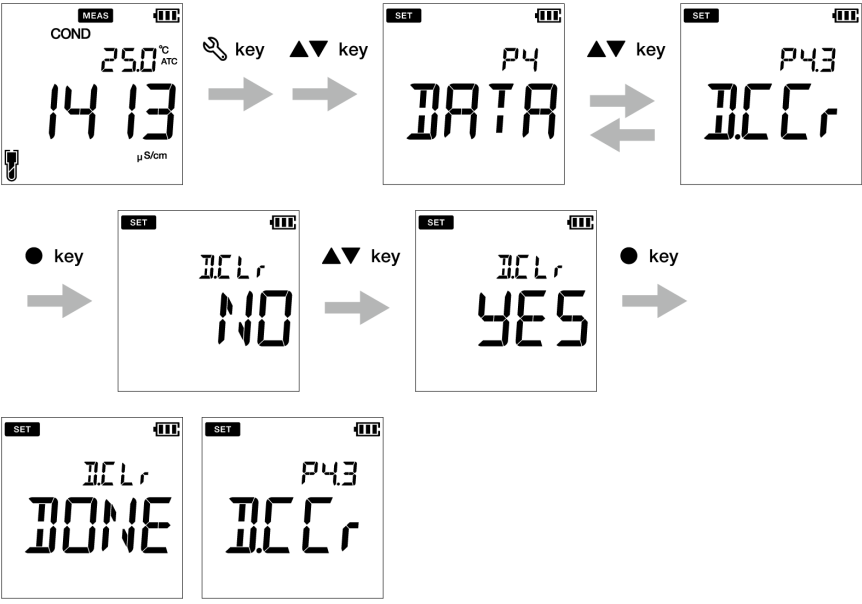 MEAS
COND
25.0 °C
ATC
1413
µS/cm
key
▲▼ key
SET
P4
DATA
▲▼ key
SET
P4.3
D.CCr
● key
SET
D.CLr
NO
▲▼ key
SET
D.CLr
YES
● key
SET
D.CLr
DONE
SET
P4.3
D.CCr